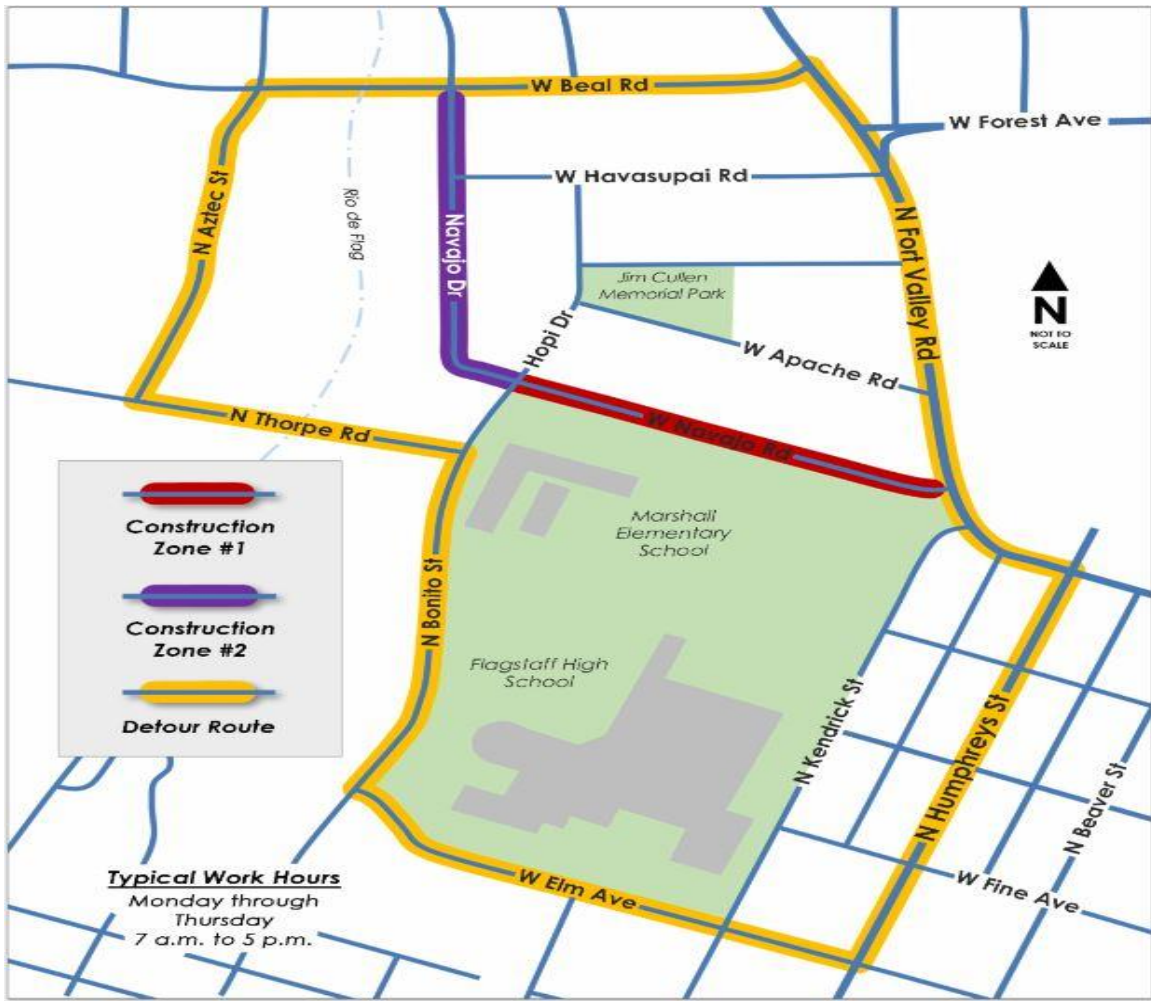 W Beal Rd
W Forest Ave
W Havasupai Rd
N Aztec St
Rio de Flag
Navajo Dr
N Fort Valley Rd
Jim Cullen
Memorial Park
N
NOT TO
SCALE
Hopi Dr
W Apache Rd
W Navajo Rd
N Thorpe Rd
Construction
Zone #1
Construction
Zone #2
Detour Route
Marshall
Elementary
School
N Bonito St
Flagstaff High
School
N Kendrick St
N Humphreys St
N Beaver St
W Fine Ave
W Elm Ave
Typical Work Hours
Monday through
Thursday
7 a.m. to 5 p.m.